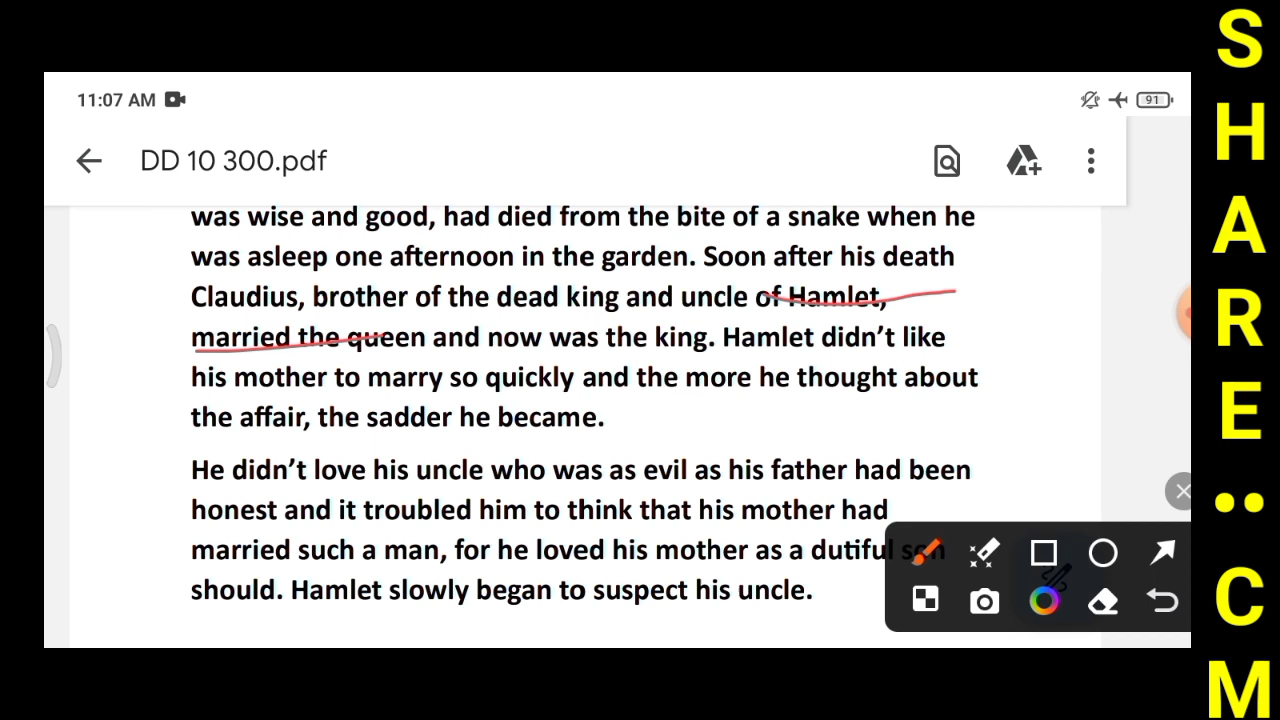 11:07 AM
91
DD 10 300.pdf
was wise and good, had died from the bite of a snake when he
was asleep one afternoon in the garden. Soon after his death
Claudius, brother of the dead king and uncle of Hamlet,
married the queen and now was the king. Hamlet didn’t like
his mother to marry so quickly and the more he thought about
the affair, the sadder he became.
He didn’t love his uncle who was as evil as his father had been
honest and it troubled him to think that his mother had
married such a man, for he loved his mother as a dutiful son
should. Hamlet slowly began to suspect his uncle.
S
H
A
R
E
..
C
M